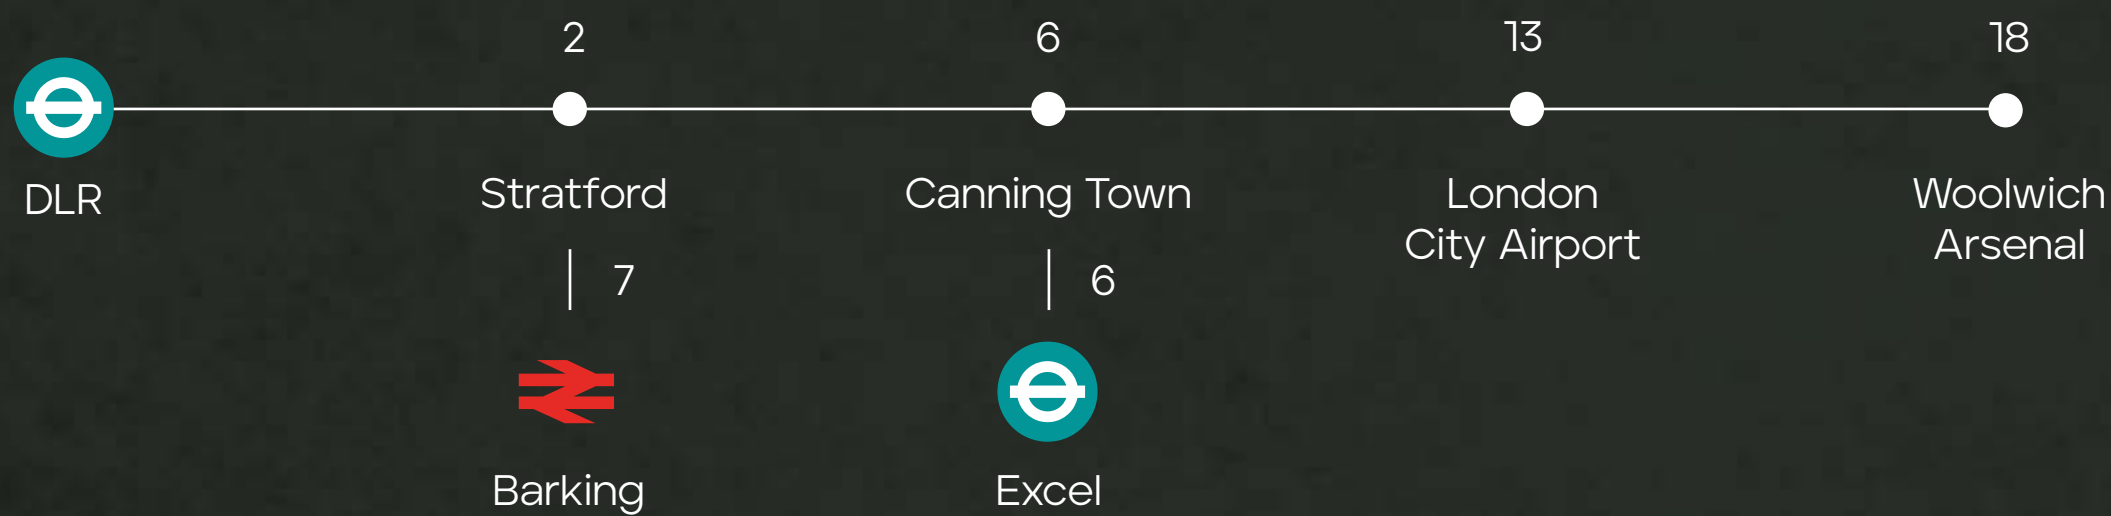 2
6
13
18
DLR
Stratford
Canning Town
London
City Airport
Woolwich
Arsenal
7
6
Barking
Excel